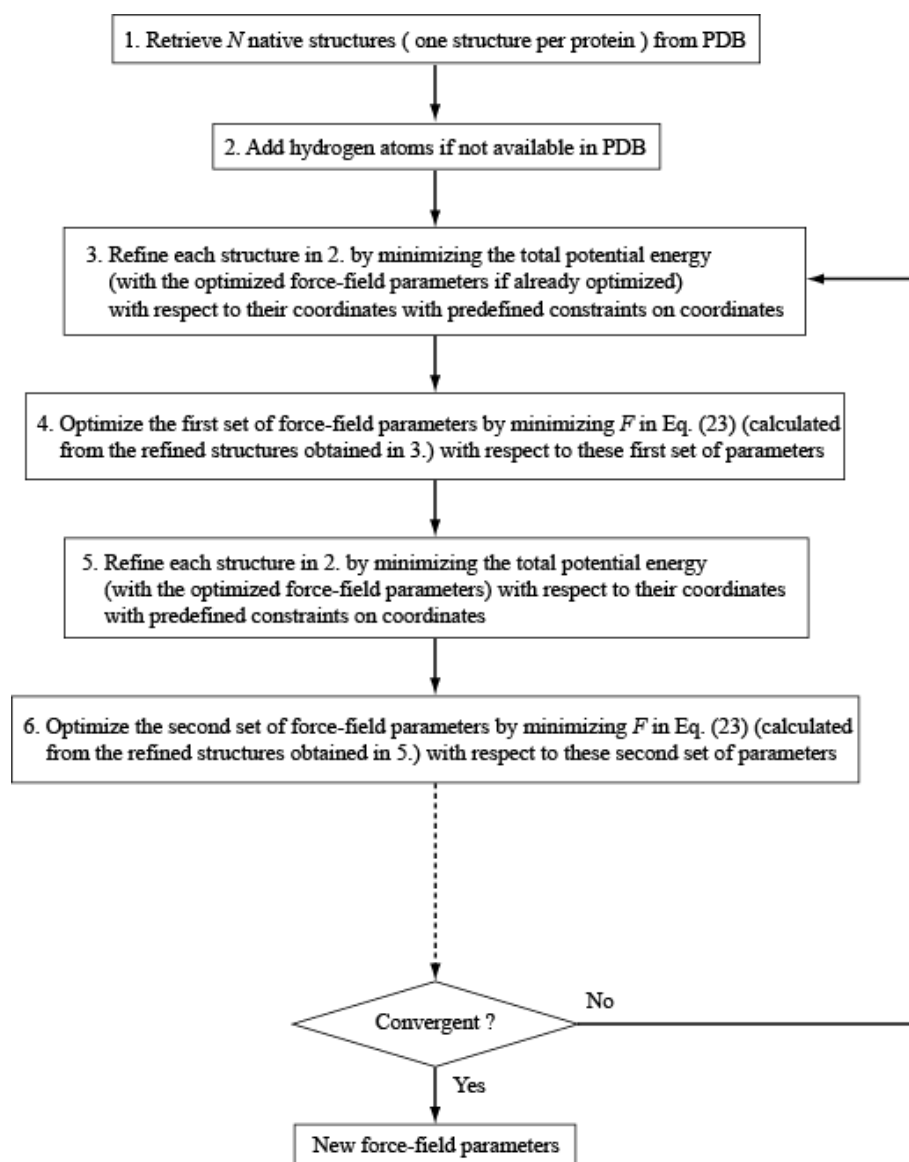 1. Retrieve N native structures ( one structure per protein ) from PDB
2. Add hydrogen atoms if not available in PDB
3. Refine each structure in 2. by minimizing the total potential energy
(with the optimized force-field parameters if already optimized)
with respect to their coordinates with predefined constraints on coordinates
4. Optimize the first set of force-field parameters by minimizing F in Eq. (23) (calculated
from the refined structures obtained in 3.) with respect to these first set of parameters
5. Refine each structure in 2. by minimizing the total potential energy
(with the optimized force-field parameters) with respect to their coordinates
with predefined constraints on coordinates
6. Optimize the second set of force-field parameters by minimizing F in Eq. (23) (calculated
from the refined structures obtained in 5.) with respect to these second set of parameters
Convergent ?
No
Yes
New force-field parameters